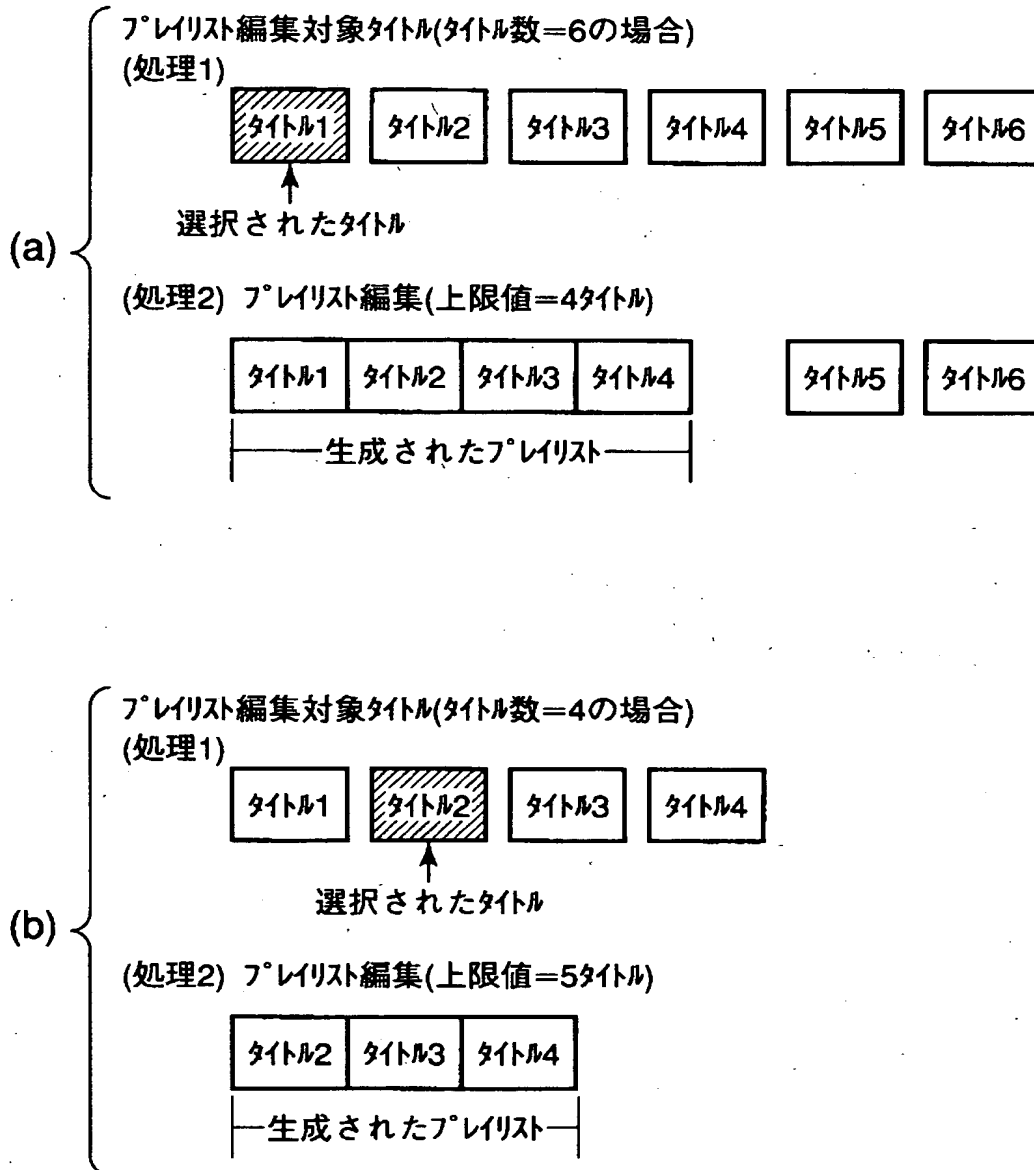 (a)
プレイリスト編集対象タイトル(タイトル数=6の場合)
(処理1)
タイトル1 タイトル2 タイトル3 タイトル4 タイトル5 タイトル6
選択されたタイトル
(処理2) プレイリスト編集(上限値=4タイトル)
タイトル1 タイトル2 タイトル3 タイトル4 タイトル5 タイトル6
生成されたプレイリスト
(b)
プレイリスト編集対象タイトル(タイトル数=4の場合)
(処理1)
タイトル1 タイトル2 タイトル3 タイトル4
選択されたタイトル
(処理2) プレイリスト編集(上限値=5タイトル)
タイトル2 タイトル3 タイトル4
生成されたプレイリスト